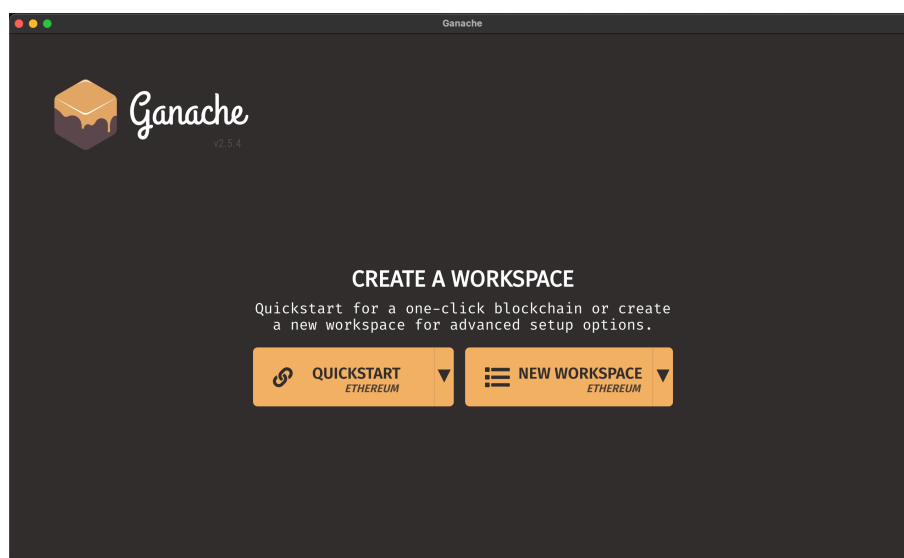 Ganache
Ganache
v2.5.4
CREATE A WORKSPACE
Quickstart for a one-click blockchain or create
a new workspace for advanced setup options.
QUICKSTART
ETHEREUM
NEW WORKSPACE
ETHEREUM